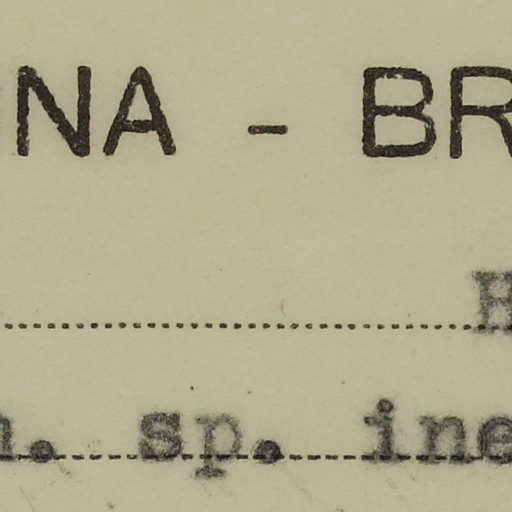 NA - BR
H
n. sp. ine